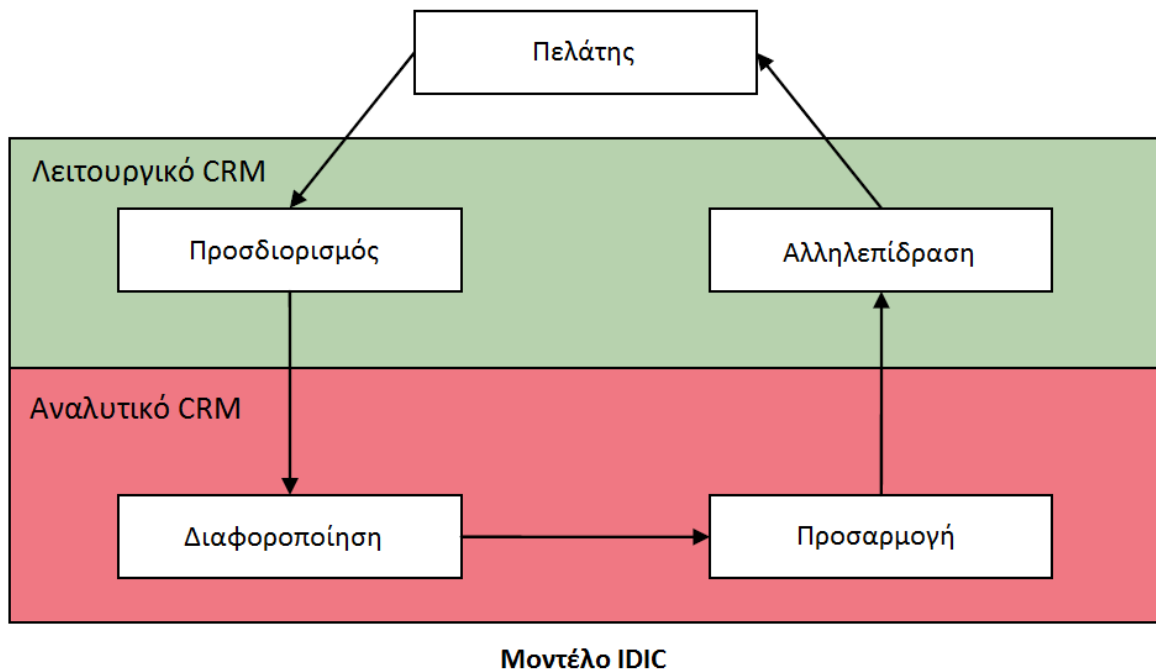 Πελάτης
Λειτουργικό CRM
Προσδιορισμός
Αλληλεπίδραση
Αναλυτικό CRM
Διαφοροποίηση
Προσαρμογή
Μοντέλο IDIC